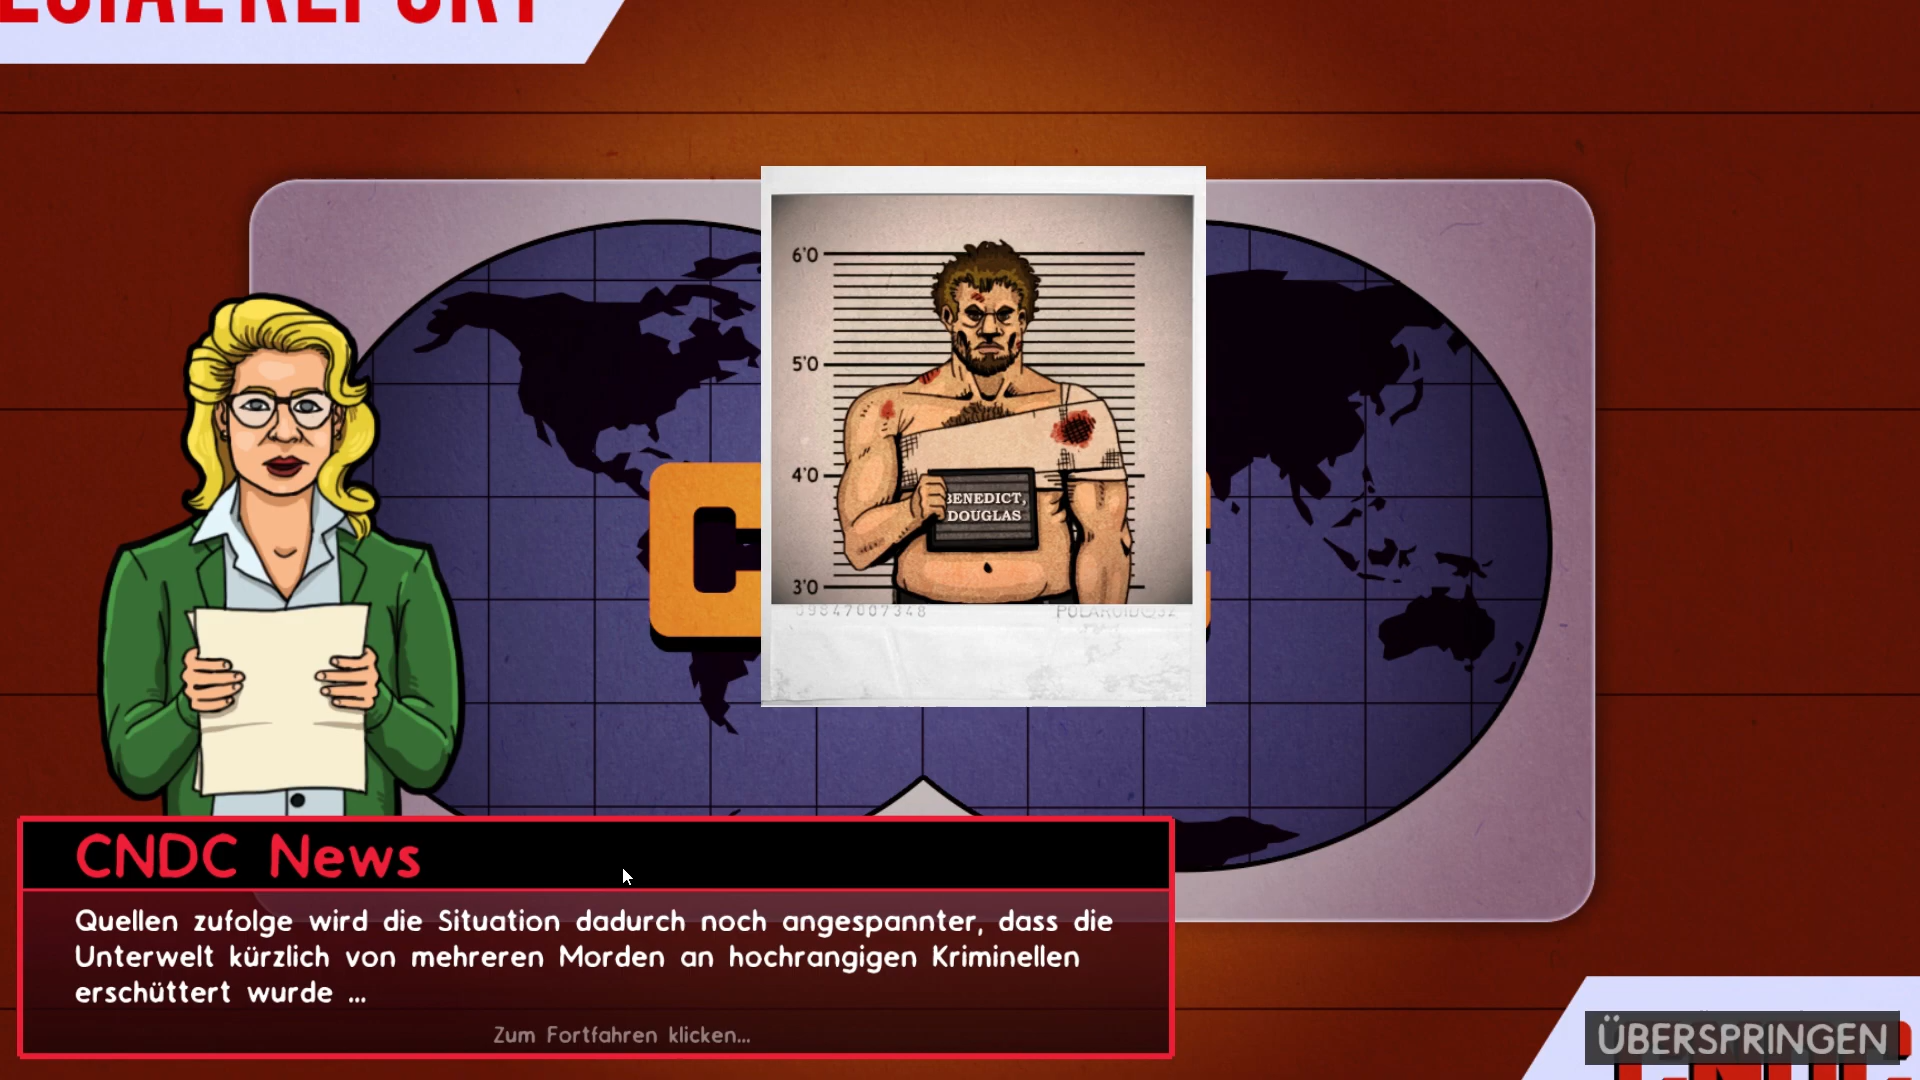 6'0
5'0
4'0
3'0
BENEDICT,
DOUGLAS
39847007348
CNDC News
Quellen zufolge wird die Situation dadurch noch angespannter, dass die
Unterwelt kürzlich von mehreren Morden an hochrangigen Kriminellen
erschüttert wurde ...
Zum Fortfahren klicken...
ÜBERSPRINGEN